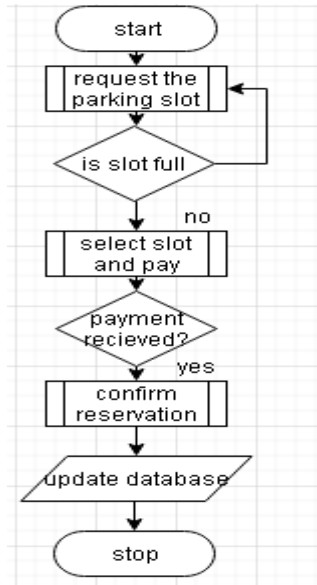 start
request the
parking slot
is slot full
no
select slot
and pay
payment
recieved?
yes
confirm
reservation
update database
stop